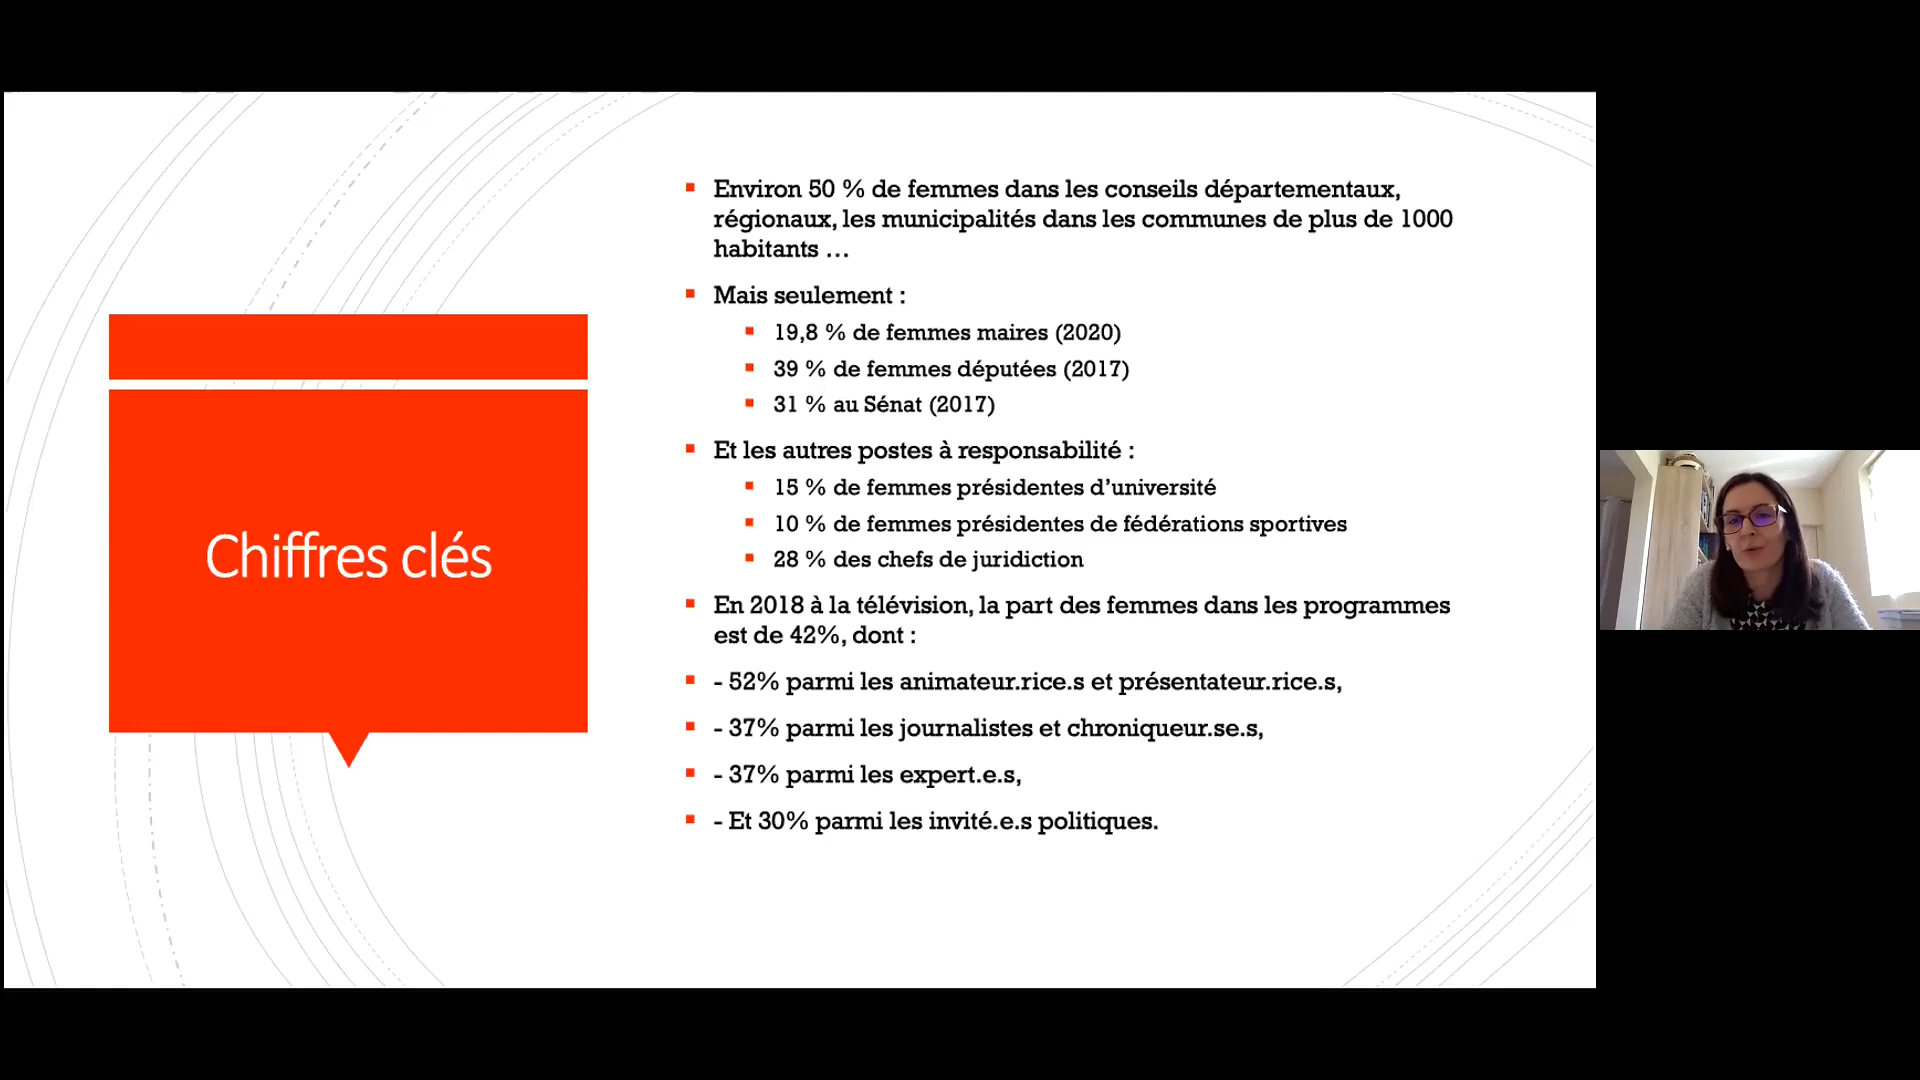 Chiffres clés
Environ 50 % de femmes dans les conseils départementaux,
régionaux, les municipalités dans les communes de plus de 1000
habitants …
Mais seulement :
19,8 % de femmes maires (2020)
39 % de femmes députées (2017)
31 % au Sénat (2017)
Et les autres postes à responsabilité :
15 % de femmes présidentes d’université
10 % de femmes présidentes de fédérations sportives
28 % des chefs de juridiction
En 2018 à la télévision, la part des femmes dans les programmes
est de 42%, dont :
- 52% parmi les animateur.rice.s et présentateur.rice.s,
- 37% parmi les journalistes et chroniqueur.se.s,
- 37% parmi les expert.e.s,
- Et 30% parmi les invité.e.s politiques.